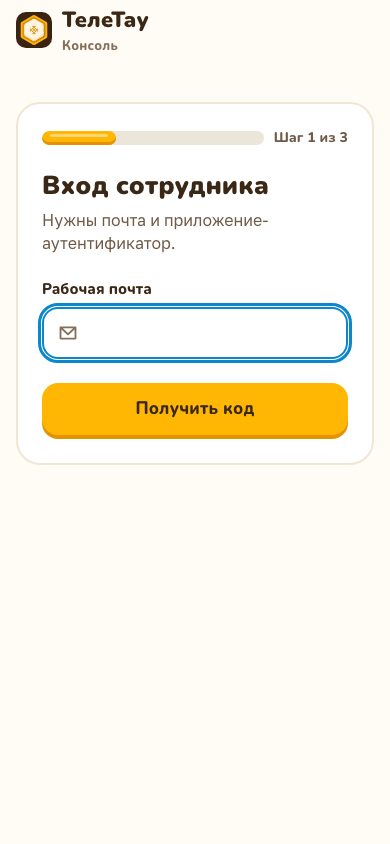 ТелеТау
Консоль
Шаг 1 из 3
Вход сотрудника
Нужны почта и приложение-
аутентификатор.
Рабочая почта
Получить код